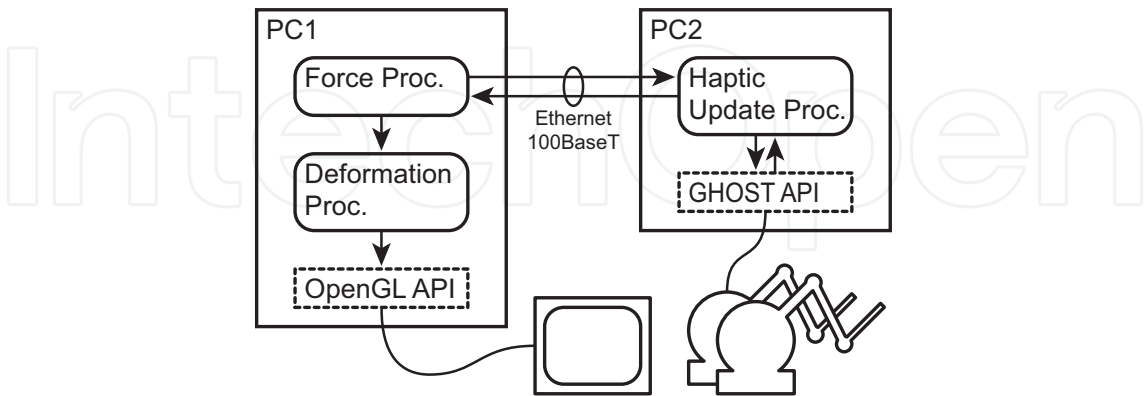 PC1
Force Proc.
Deformation
Proc.
OpenGL API
Ethernet
100BaseT
PC2
Haptic
Update Proc.
GHOST API
IntechOpen